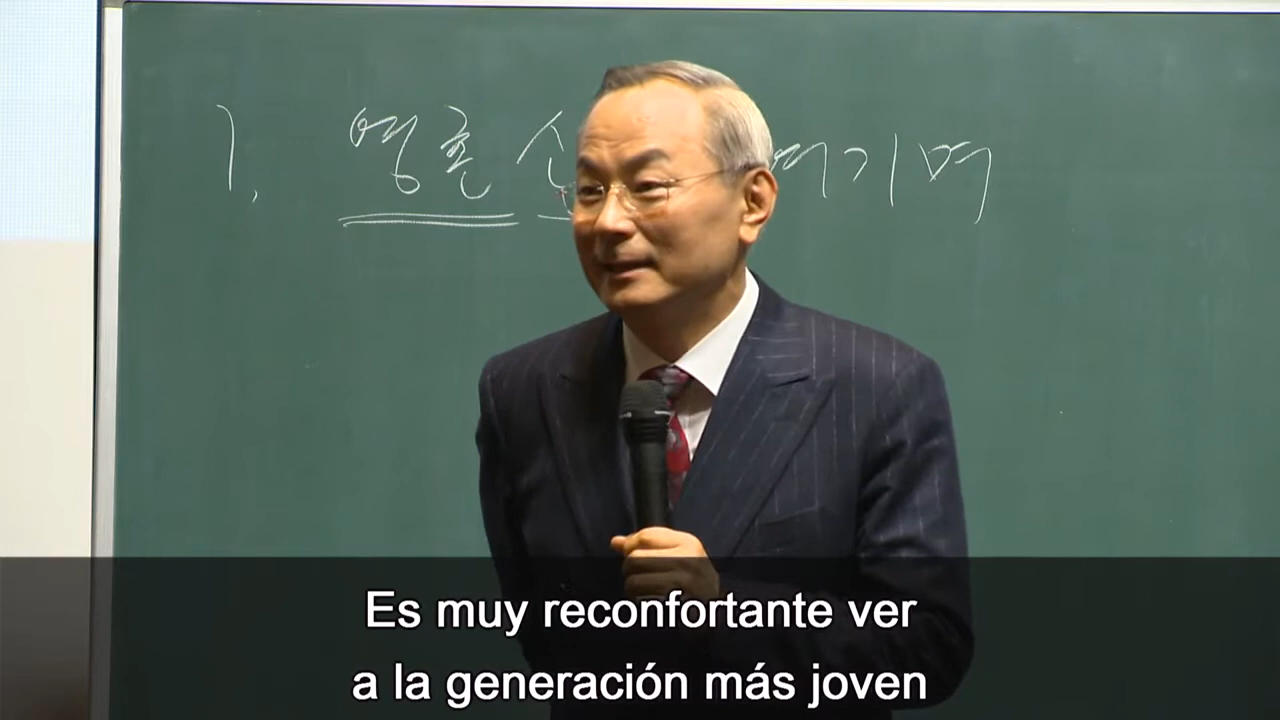 1. 영혼
Es muy reconfortante ver
a la generación más joven